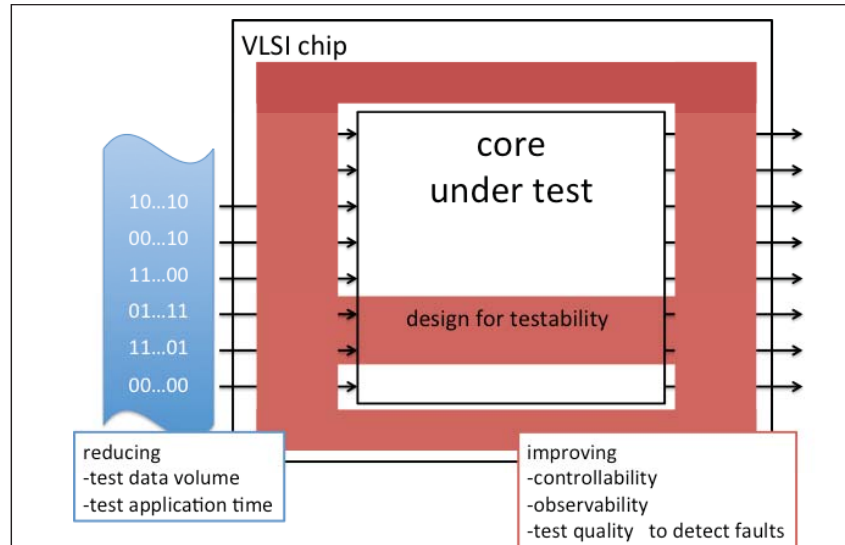 VLSI chip
core
under test
10...10
00...10
11...00
01...11
11...01
00...00
design for testability
reducing
-test data volume
-test application time
improving
-controllability
-observability
-test quality   to detect faults